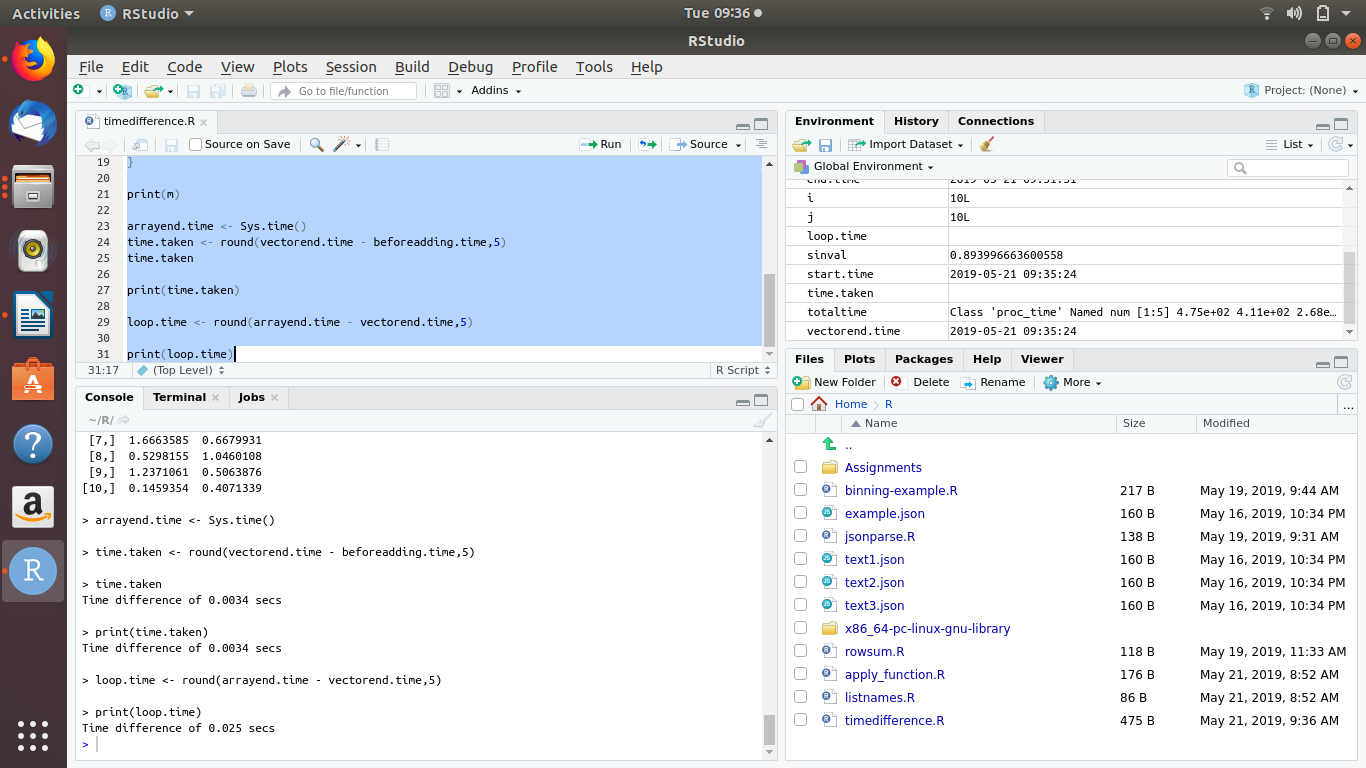 Activities RStudio Tue 09:36
RStudio
File Edit Code View Plots Session Build Debug Profile Tools Help
Go to file/function Addins Project: (None)
timedifference.R
Source on Save Run Source
19 }
20
21 print(m)
22
23 arrayend.time <- Sys.time()
24 time.taken <- round(vectorend.time - beforeadding.time,5)
25 time.taken
26
27 print(time.taken)
28
29 loop.time <- round(arrayend.time - vectorend.time,5)
30
31 print(loop.time)
31:17 (Top Level) R Script
Console Terminal Jobs
~/R/
[7,] 1.6663585 0.6679931
[8,] 0.5298155 1.0460108
[9,] 1.2371061 0.5063876
[10,] 0.1459354 0.4071339
> arrayend.time <- Sys.time()
> time.taken <- round(vectorend.time - beforeadding.time,5)
> time.taken
Time difference of 0.0034 secs
> print(time.taken)
Time difference of 0.0034 secs
> loop.time <- round(arrayend.time - vectorend.time,5)
> print(loop.time)
Time difference of 0.025 secs
>
Environment History Connections
Import Dataset List
Global Environment
end.time 2019-05-21 09:31:31
i 10L
j 10L
loop.time
sinval 0.893996663600558
start.time 2019-05-21 09:35:24
time.taken
totaltime Class 'proc_time' Named num [1:5] 4.75e+02 4.11e+02 2.68e…
vectorend.time 2019-05-21 09:35:24
Files Plots Packages Help Viewer
New Folder Delete Rename More
Home R ...
Name Size Modified
..
Assignments
binning-example.R 217 B May 19, 2019, 9:44 AM
example.json 160 B May 16, 2019, 10:34 PM
jsonparse.R 138 B May 19, 2019, 9:31 AM
text1.json 160 B May 16, 2019, 10:34 PM
text2.json 160 B May 16, 2019, 10:34 PM
text3.json 160 B May 16, 2019, 10:34 PM
x86_64-pc-linux-gnu-library
rowsum.R 118 B May 19, 2019, 11:33 AM
apply_function.R 176 B May 21, 2019, 8:52 AM
listnames.R 86 B May 21, 2019, 8:52 AM
timedifference.R 475 B May 21, 2019, 9:36 AM